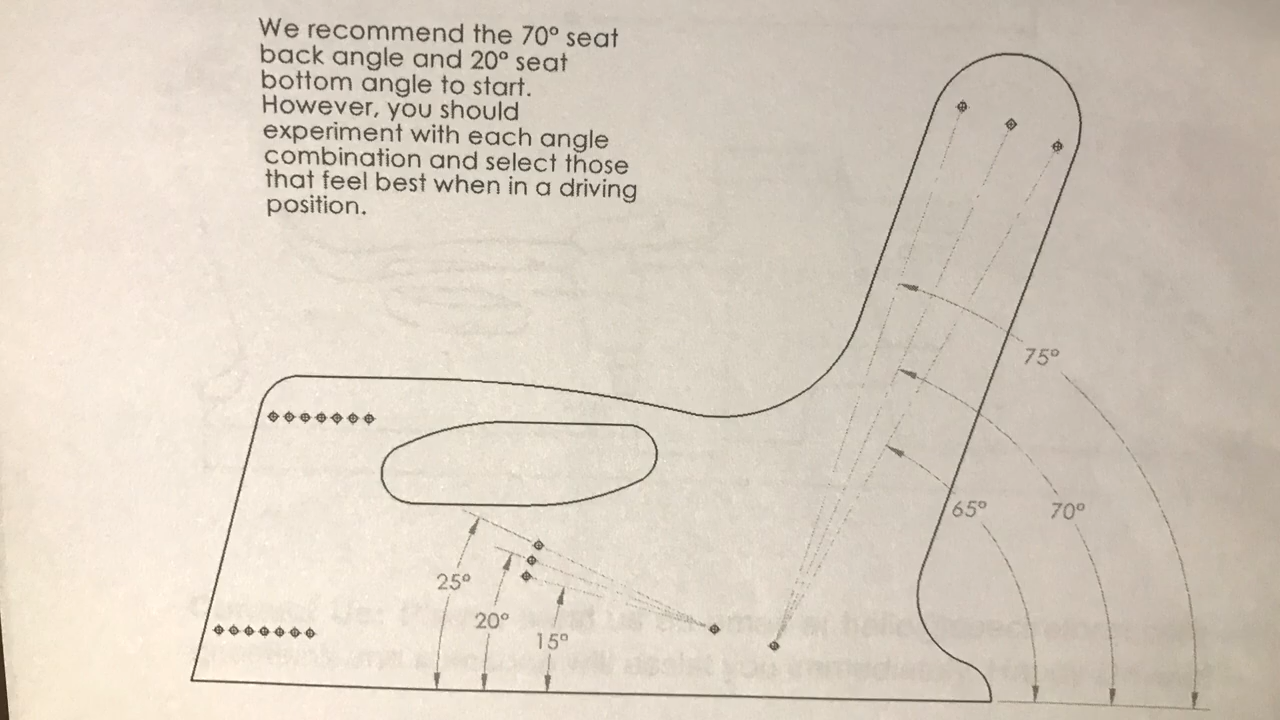 We recommend the 70° seat
back angle and 20° seat
bottom angle to start.
However, you should
experiment with each angle
combination and select those
that feel best when in a driving
position.
75°
65°
70°
25°
20°
15°